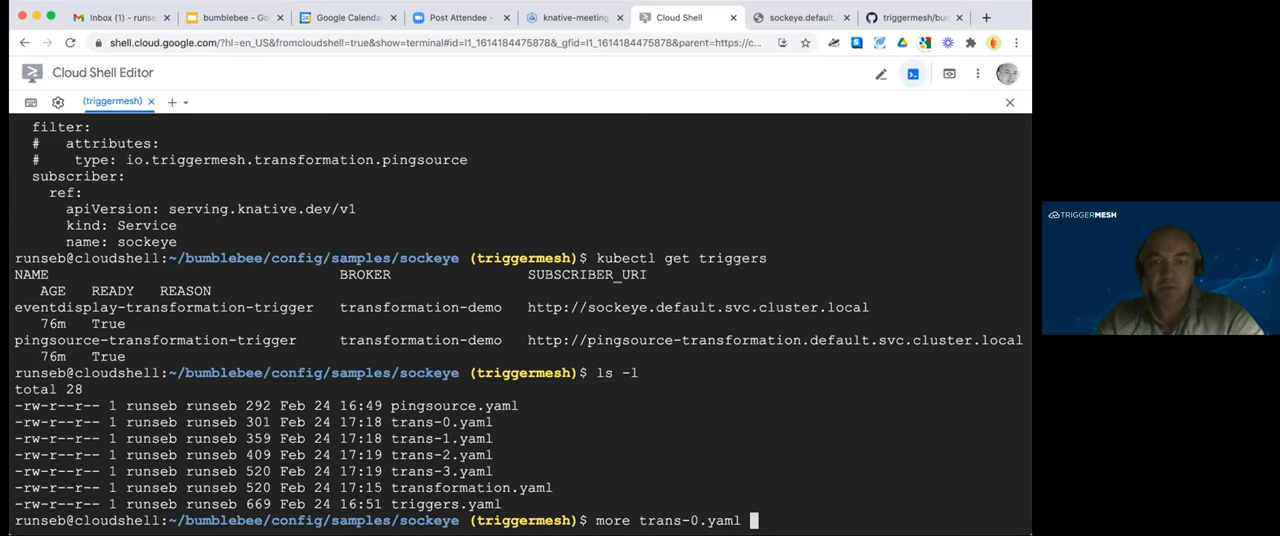 Inbox (1) - runse
bumblebee - Go
Google Calenda
Post Attendee -
knative-meeting
Cloud Shell
sockeye.default.
triggermesh/bur
shell.cloud.google.com/?hl=en_US&fromcloudshell=true&show=terminal#id=I1_1614184475878&_gfid=I1_1614184475878&parent=https://c...
Cloud Shell Editor
(triggermesh)
filter:
#   attributes:
#    type: io.triggermesh.transformation.pingsource
subscriber:
ref:
apiVersion: serving.knative.dev/v1
kind: Service
name: sockeye
runseb@cloudshell:~/bumblebee/config/samples/sockeye (triggermesh)$ kubectl get triggers
NAME BROKER SUBSCRIBER_URI
AGE READY REASON
eventdisplay-transformation-trigger transformation-demo http://sockeye.default.svc.cluster.local
76m True
pingsource-transformation-trigger transformation-demo http://pingsource-transformation.default.svc.cluster.local
76m True
runseb@cloudshell:~/bumblebee/config/samples/sockeye (triggermesh)$ ls -l
total 28
-rw-r--r-- 1 runseb runseb 292 Feb 24 16:49 pingsource.yaml
-rw-r--r-- 1 runseb runseb 301 Feb 24 17:18 trans-0.yaml
-rw-r--r-- 1 runseb runseb 359 Feb 24 17:18 trans-1.yaml
-rw-r--r-- 1 runseb runseb 409 Feb 24 17:19 trans-2.yaml
-rw-r--r-- 1 runseb runseb 520 Feb 24 17:19 trans-3.yaml
-rw-r--r-- 1 runseb runseb 520 Feb 24 17:15 transformation.yaml
-rw-r--r-- 1 runseb runseb 669 Feb 24 16:51 triggers.yaml
runseb@cloudshell:~/bumblebee/config/samples/sockeye (triggermesh)$ more trans-0.yaml
TRIGGERMESH